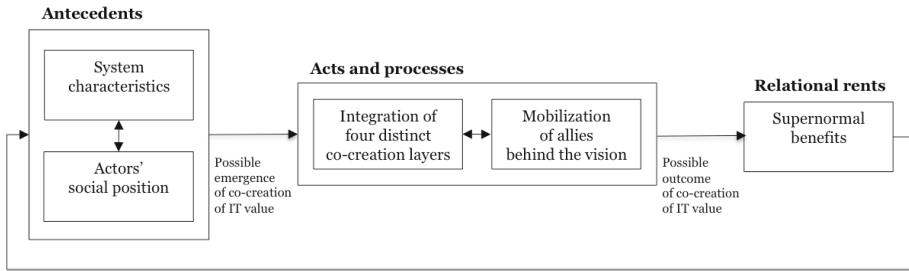 Antecedents
System
characteristics
Actors’
social position
Possible
emergence
of co-creation
of IT value
Acts and processes
Integration of
four distinct
co-creation layers
Mobilization
of allies
behind the vision
Possible
outcome
of co-creation
of IT value
Relational rents
Supernormal
benefits